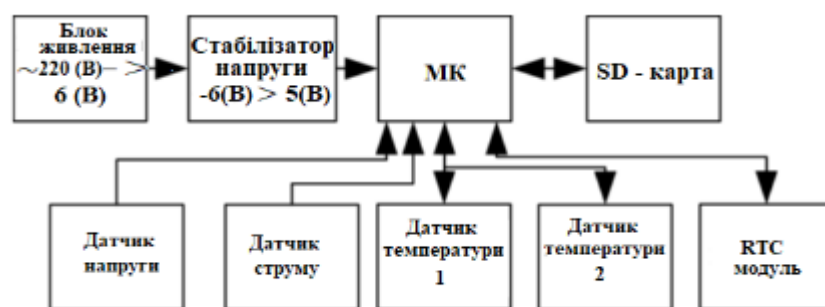 Блок
живлення
~220 (В)– >
6 (В)
Стабілізатор
напруги
-6(В) > 5(В)
МК
SD - карта
Датчик
напруги
Датчик
струму
Датчик
температури
1
Датчик
температури
2
RTC
модуль